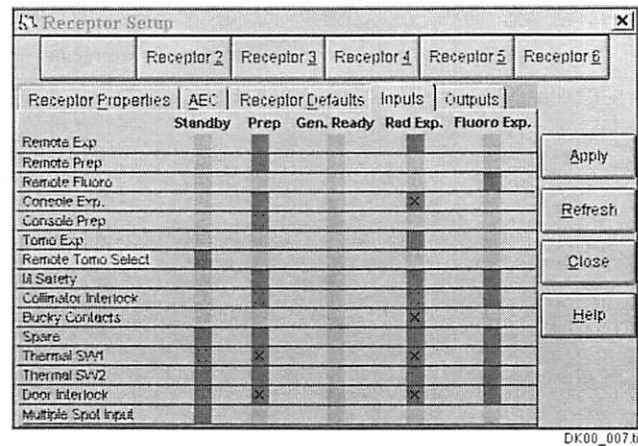 Receptor Setup
Receptor 2 Receptor 3 Receptor 4 Receptor 5 Receptor 6
Receptor Properties AEC Receptor Defaults Inputs Outputs
Standby Prep Gen. Ready Rad Exp. Fluoro Exp.
Remote Exp
Remote Prep
Remote Fluoro
Console Exp.
Console Prep
Tomo Exp
Remote Tomo Select
I/I Safety
Collimator Interlock
Bucky Contacts
Spare
Thermal SW1
Thermal SW2
Door Interlock
Multiple Spot Input
Apply
Refresh
Close
Help